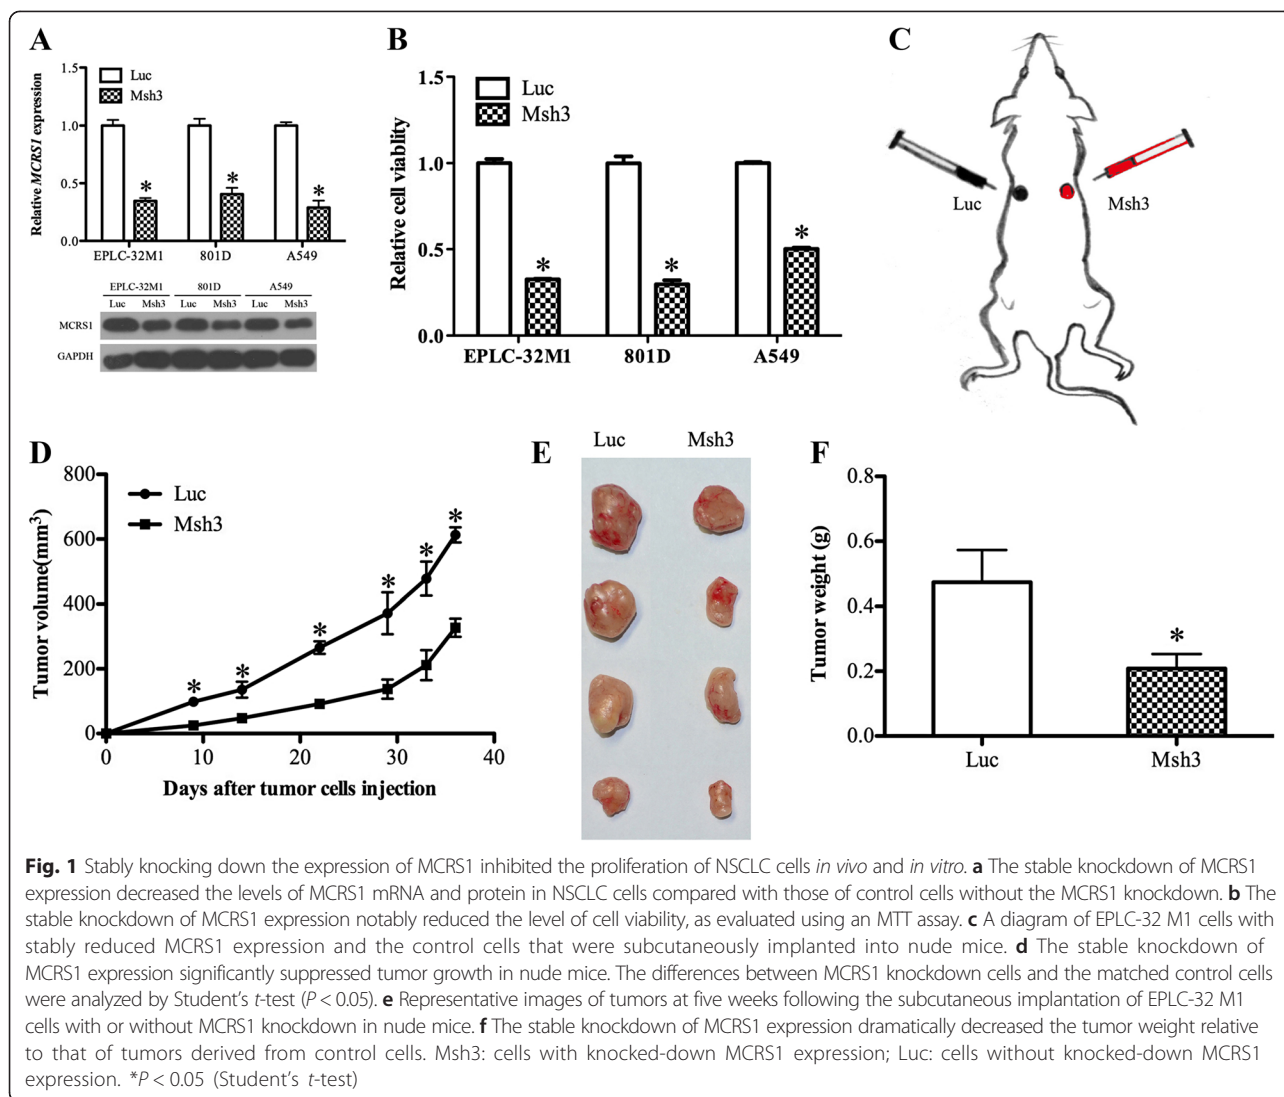 A
Relative MCRS1 expression
1.5
1.0
0.5
0.0
Luc
Msh3
*
*
*
EPLC-32M1 801D A549
EPLC-32M1 801D A549
Luc Msh3 Luc Msh3 Luc Msh3
MCRS1
GAPDH
B
Relative cell viablity
1.5
1.0
0.5
0.0
Luc
Msh3
*
*
*
EPLC-32M1 801D A549
C
Luc
Msh3
D
Tumor volume(mm³)
800
600
400
200
0
Luc
Msh3
*
*
*
*
*
*
0 10 20 30 40
Days after tumor cells injection
E
Luc Msh3
F
Tumor weight (g)
0.8
0.6
0.4
0.2
0.0
*
Luc Msh3
Fig. 1 Stably knocking down the expression of MCRS1 inhibited the proliferation of NSCLC cells in vivo and in vitro. a The stable knockdown of MCRS1
expression decreased the levels of MCRS1 mRNA and protein in NSCLC cells compared with those of control cells without the MCRS1 knockdown. b The
stable knockdown of MCRS1 expression notably reduced the level of cell viability, as evaluated using an MTT assay. c A diagram of EPLC-32 M1 cells with
stably reduced MCRS1 expression and the control cells that were subcutaneously implanted into nude mice. d The stable knockdown of
MCRS1 expression significantly suppressed tumor growth in nude mice. The differences between MCRS1 knockdown cells and the matched control cells
were analyzed by Student's t-test (P < 0.05). e Representative images of tumors at five weeks following the subcutaneous implantation of EPLC-32 M1
cells with or without MCRS1 knockdown in nude mice. f The stable knockdown of MCRS1 expression dramatically decreased the tumor weight relative
to that of tumors derived from control cells. Msh3: cells with knocked-down MCRS1 expression; Luc: cells without knocked-down MCRS1
expression. *P < 0.05 (Student's t-test)